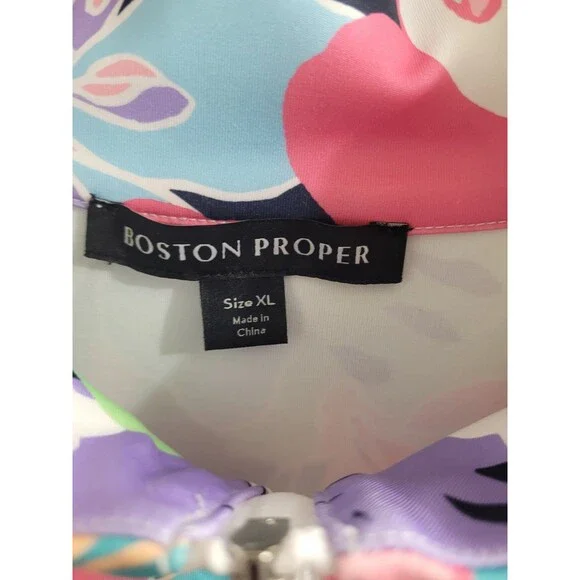 BOSTON PROPER
Size XL
Made in
China